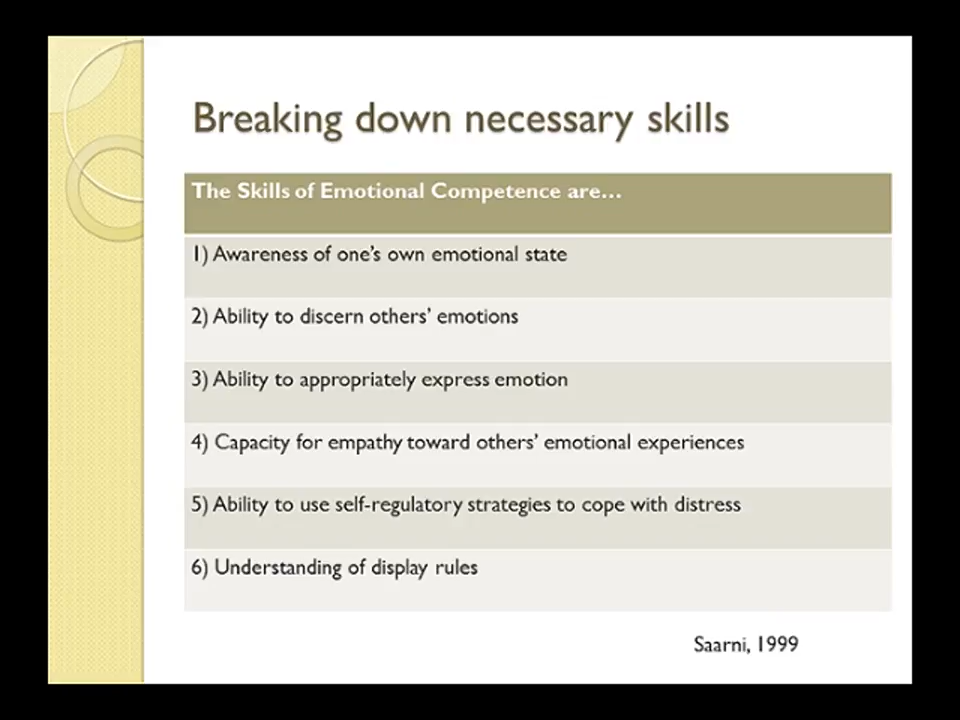 Breaking down necessary skills
The Skills of Emotional Competence are…
1) Awareness of one’s own emotional state
2) Ability to discern others’ emotions
3) Ability to appropriately express emotion
4) Capacity for empathy toward others’ emotional experiences
5) Ability to use self-regulatory strategies to cope with distress
6) Understanding of display rules
Saarni, 1999